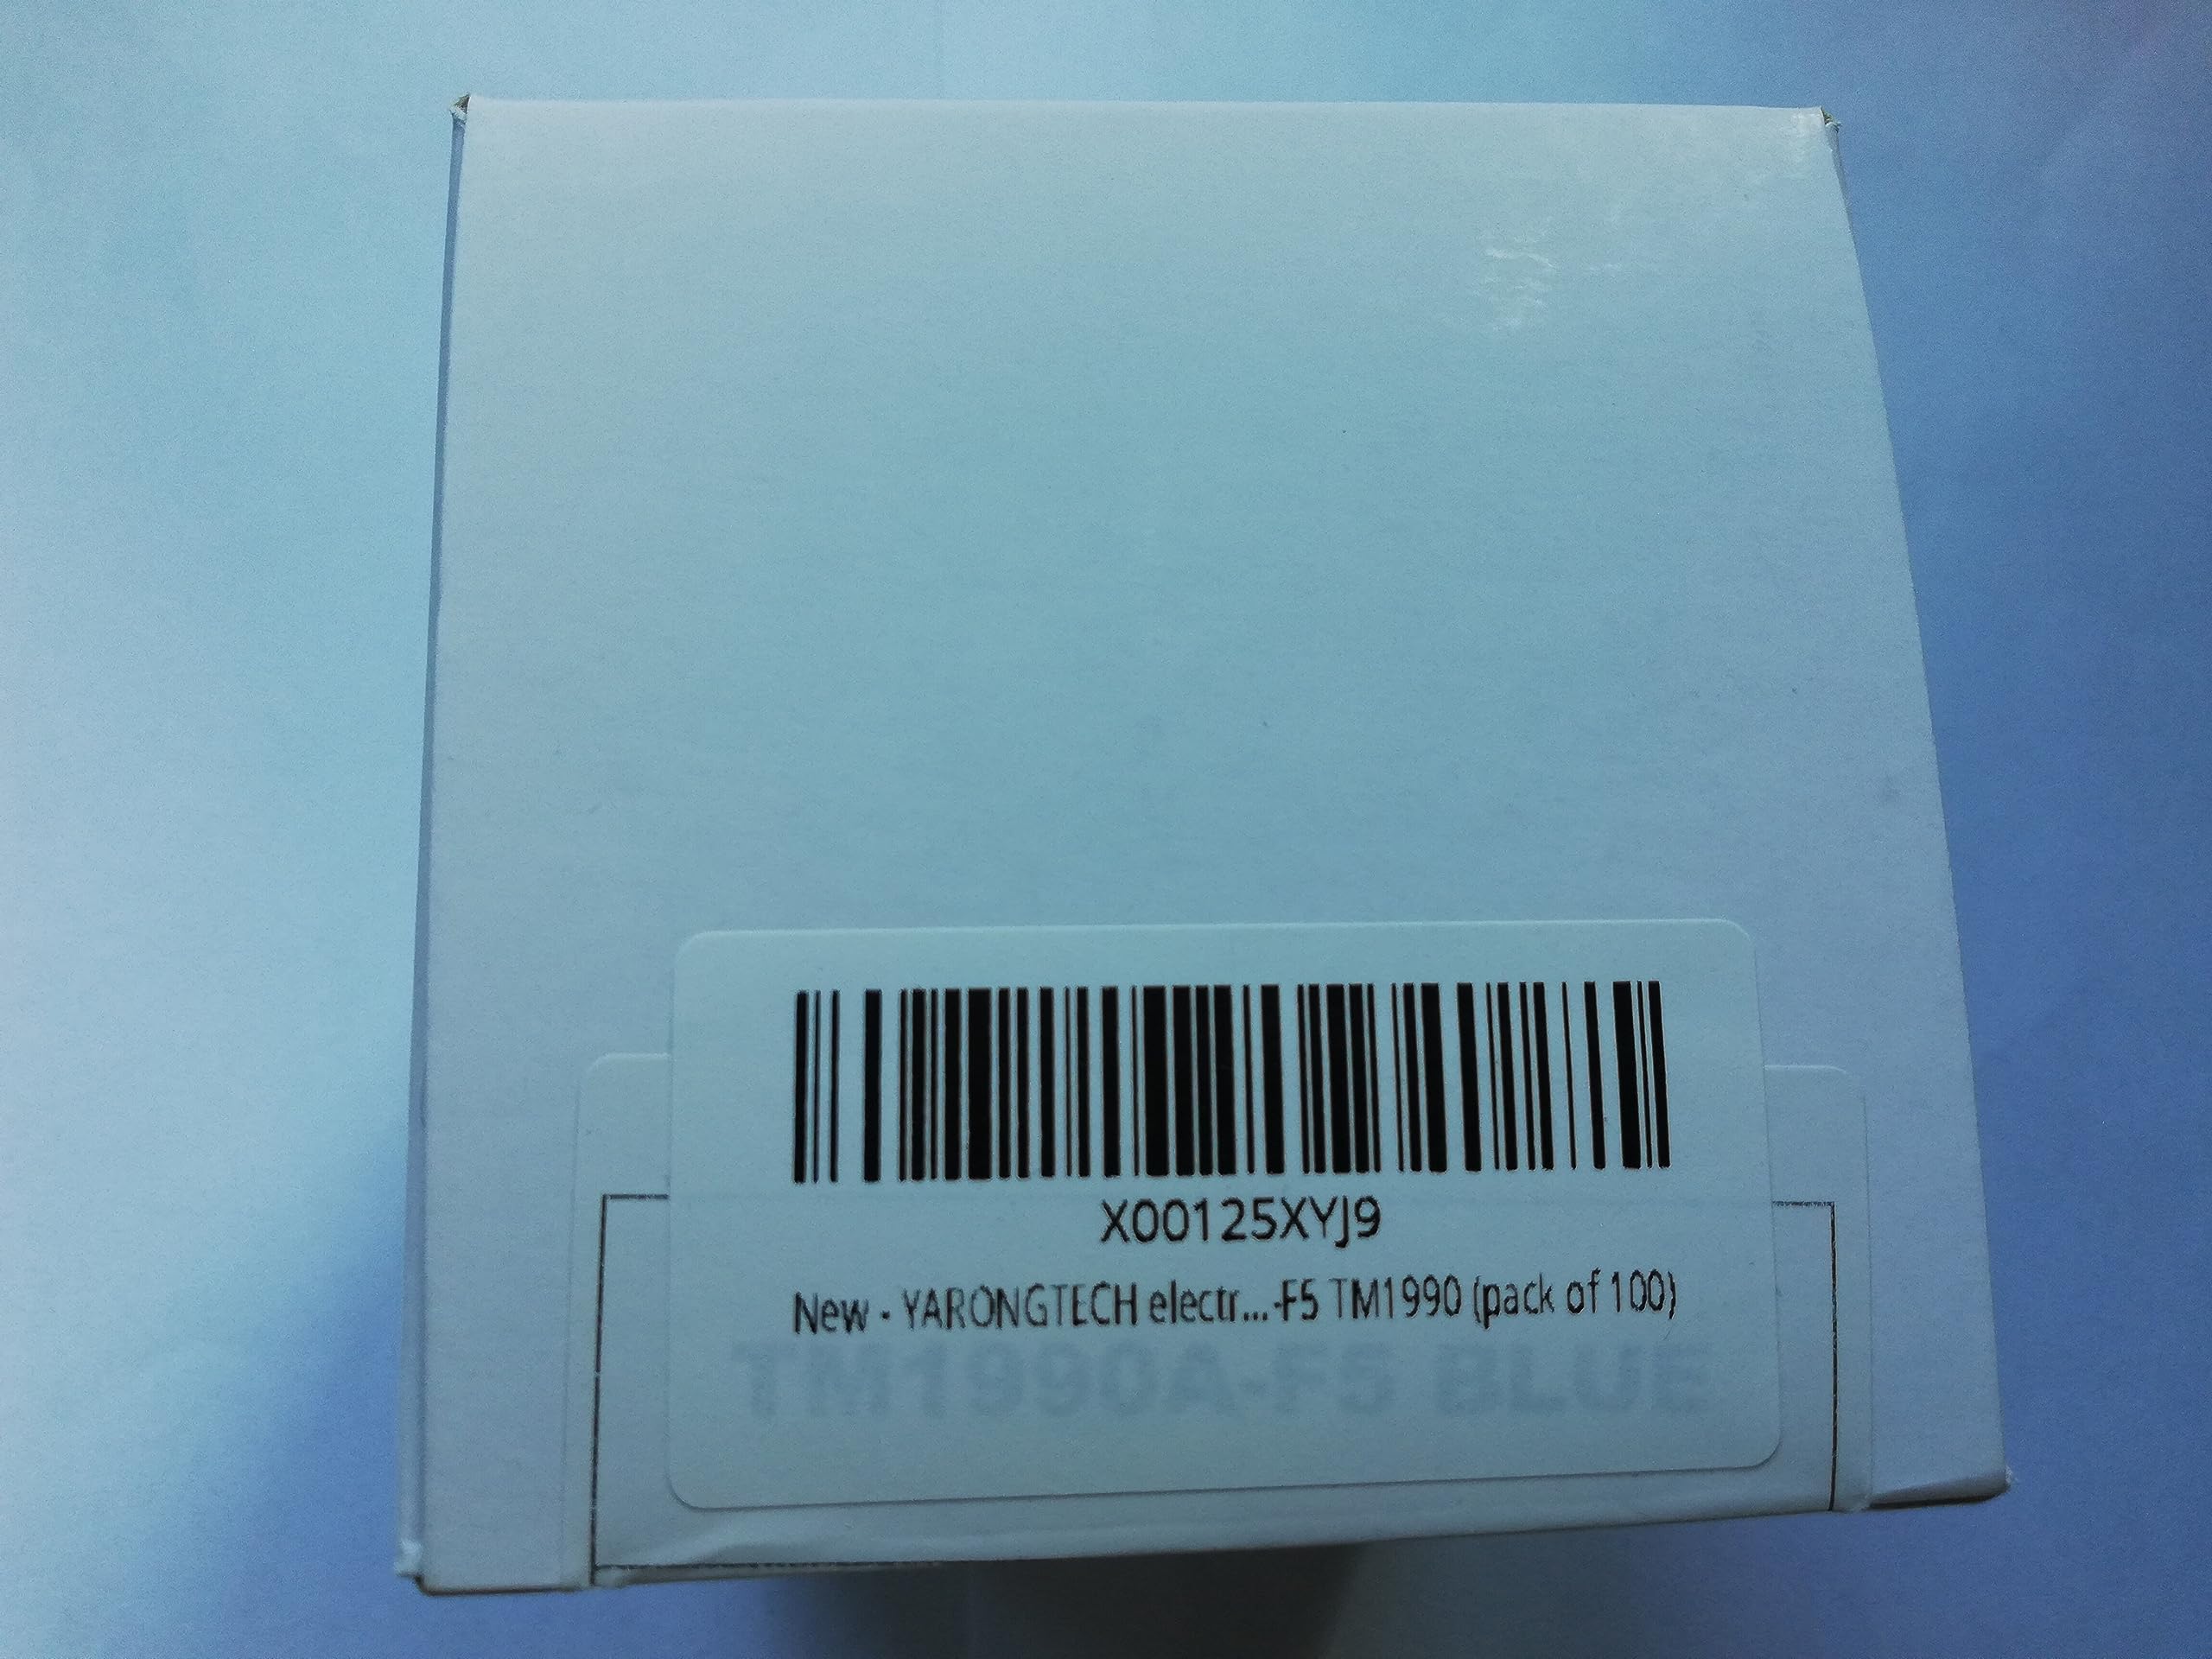 X00125XYJ9
New - YARONGTECH electr...-F5 TM1990 (pack of 100)
TM1990A-F5 BLUE